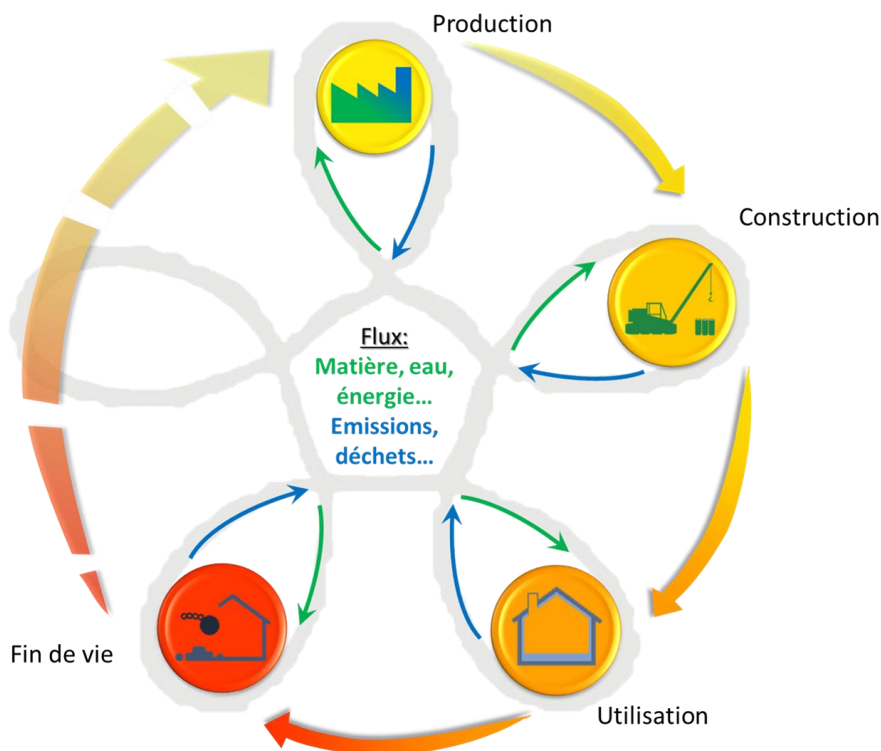 Production
Construction
Flux:
Matière, eau,
énergie...
Emissions,
déchets...
Fin de vie
Utilisation